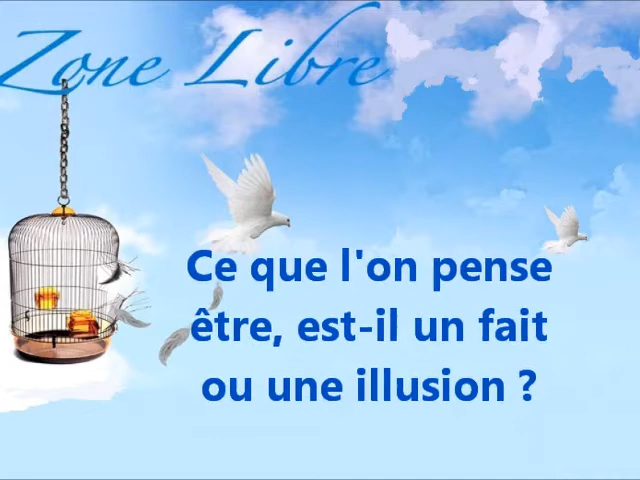 Zone Libre
Ce que l'on pense
être, est-il un fait
ou une illusion ?